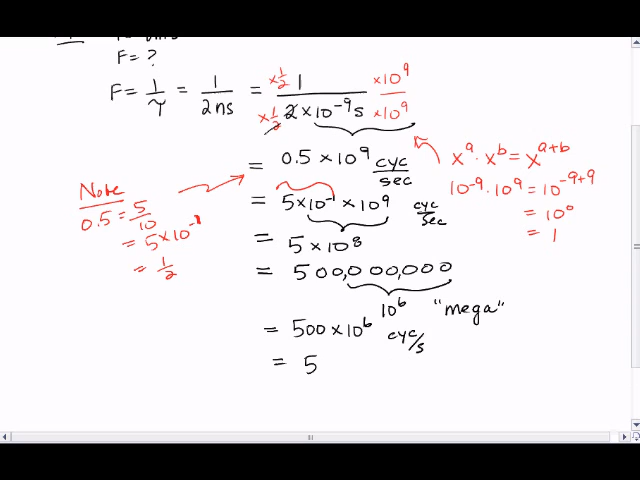 F= ?
F= 1/τ = 1/2ns = ×1/2 1 ×10⁹ / ×1/2 2×10⁻⁹s ×10⁹
= 0.5 × 10⁹ cyc/sec
= 5×10⁻¹ × 10⁹ cyc/sec
= 5 × 10⁸
= 500,000,000
10⁶ "mega"
= 500 × 10⁶ cyc/s
= 5
Note
0.5 = 5/10
= 5 × 10⁻¹
= 1/2
xᵃ · xᵇ = xᵃ⁺ᵇ
10⁻⁹ · 10⁹ = 10⁻⁹⁺⁹
= 10⁰
= 1